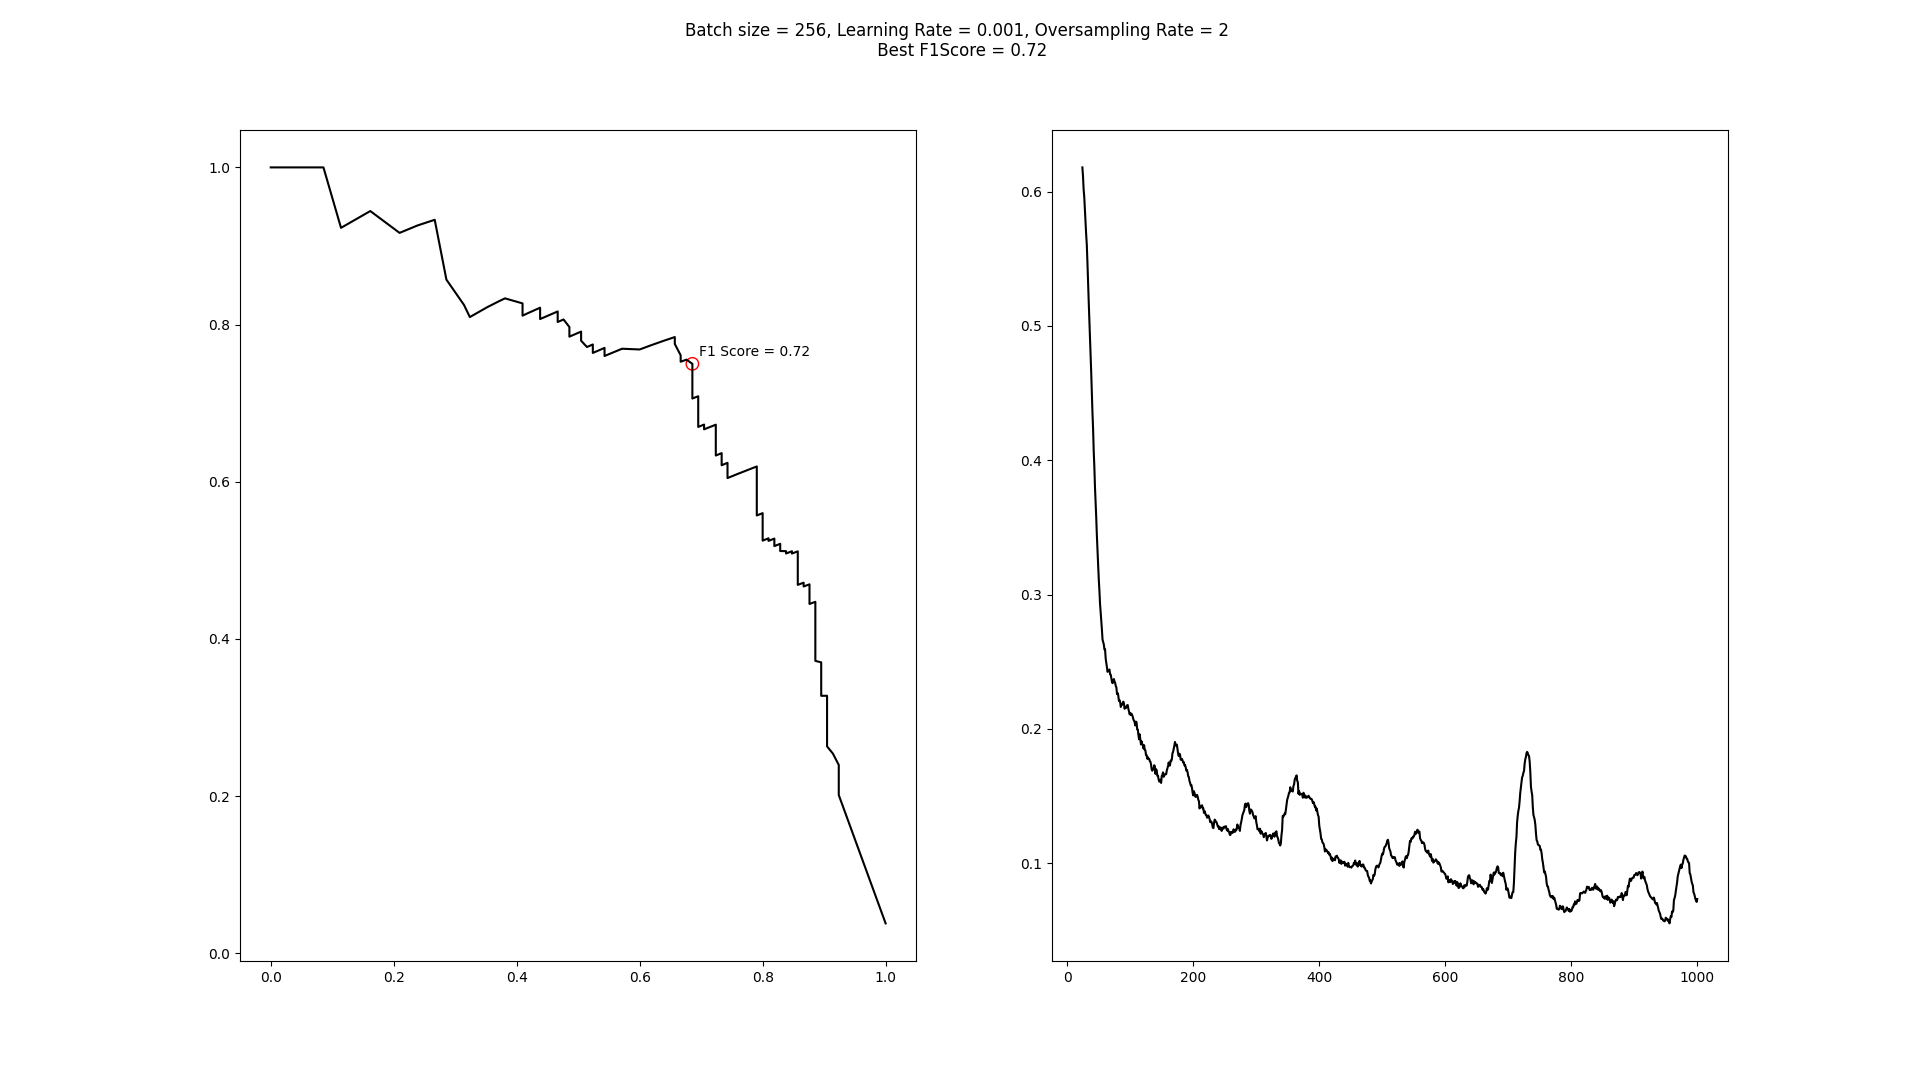 Batch size = 256, Learning Rate = 0.001, Oversampling Rate = 2
Best F1Score = 0.72
1.0
0.8
0.6
0.4
0.2
0.0
0.0 0.2 0.4 0.6 0.8 1.0
F1 Score = 0.72
0.6
0.5
0.4
0.3
0.2
0.1
0 200 400 600 800 1000